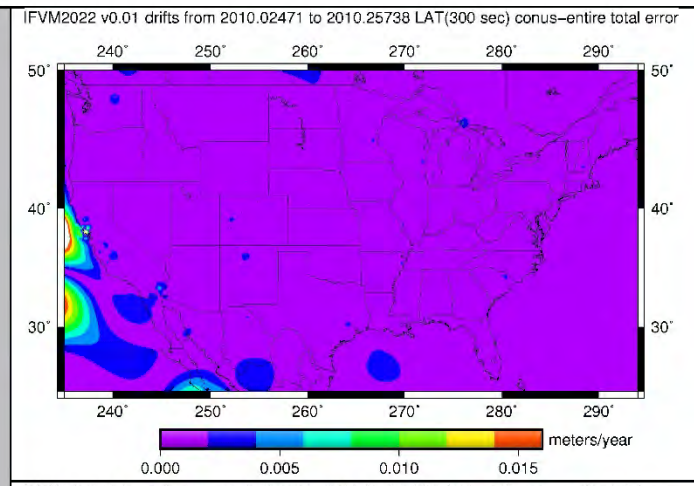 IFVM2022 v0.01 drifts from 2010.02471 to 2010.25738 LAT(300 sec) conus-entire total error
240° 250° 260° 270° 280° 290°
50° 50°
40° 40°
30° 30°
240° 250° 260° 270° 280° 290°
meters/year
0.000 0.005 0.010 0.015